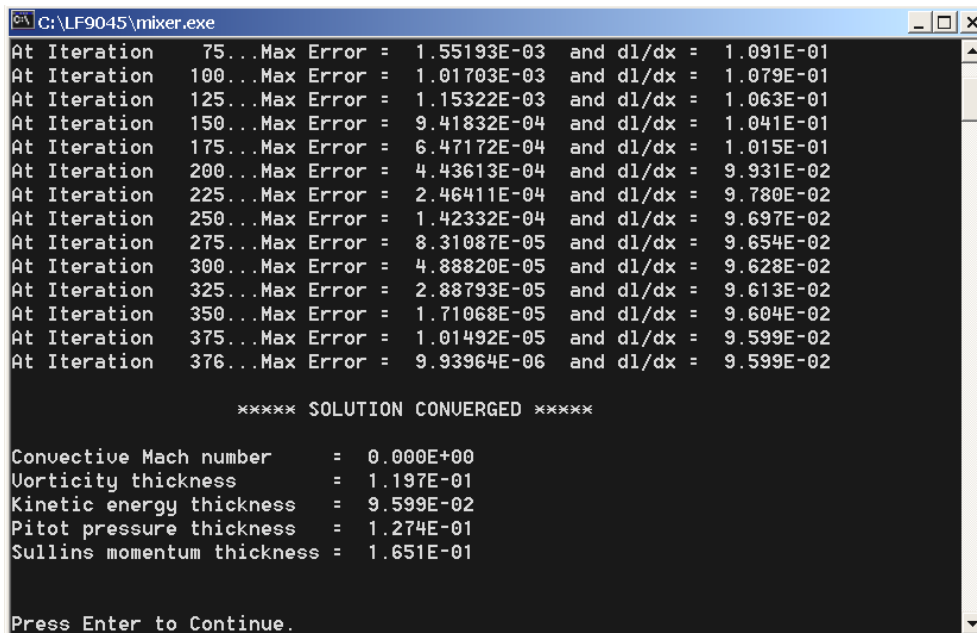 C:\LF9045\mixer.exe
At Iteration    75...Max Error =  1.55193E-03  and dl/dx =  1.091E-01
At Iteration   100...Max Error =  1.01703E-03  and dl/dx =  1.079E-01
At Iteration   125...Max Error =  1.15322E-03  and dl/dx =  1.063E-01
At Iteration   150...Max Error =  9.41832E-04  and dl/dx =  1.041E-01
At Iteration   175...Max Error =  6.47172E-04  and dl/dx =  1.015E-01
At Iteration   200...Max Error =  4.43613E-04  and dl/dx =  9.931E-02
At Iteration   225...Max Error =  2.46411E-04  and dl/dx =  9.780E-02
At Iteration   250...Max Error =  1.42332E-04  and dl/dx =  9.697E-02
At Iteration   275...Max Error =  8.31087E-05  and dl/dx =  9.654E-02
At Iteration   300...Max Error =  4.88820E-05  and dl/dx =  9.628E-02
At Iteration   325...Max Error =  2.88793E-05  and dl/dx =  9.613E-02
At Iteration   350...Max Error =  1.71068E-05  and dl/dx =  9.604E-02
At Iteration   375...Max Error =  1.01492E-05  and dl/dx =  9.599E-02
At Iteration   376...Max Error =  9.93964E-06  and dl/dx =  9.599E-02
***** SOLUTION CONVERGED *****
Convective Mach number     =  0.000E+00
Vorticity thickness        =  1.197E-01
Kinetic energy thickness   =  9.599E-02
Pitot pressure thickness   =  1.274E-01
Sullins momentum thickness =  1.651E-01
Press Enter to Continue.